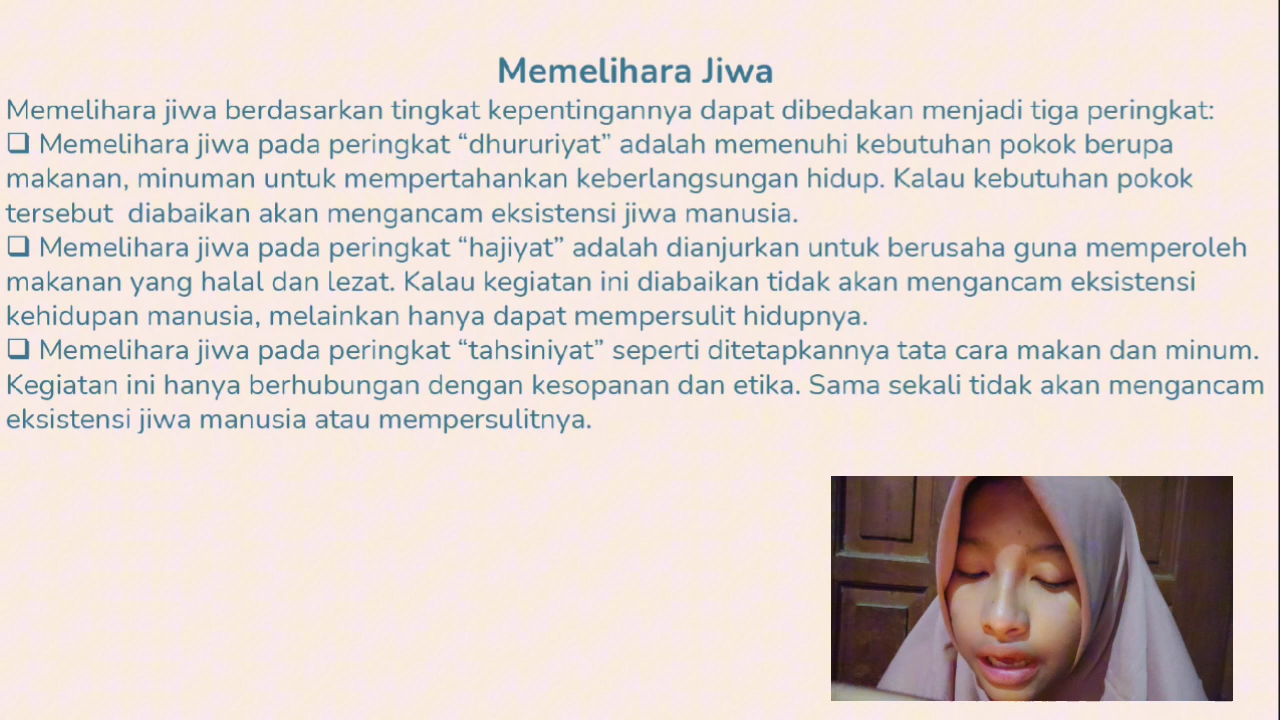 Memelihara Jiwa
Memelihara jiwa berdasarkan tingkat kepentingannya dapat dibedakan menjadi tiga peringkat:
❑ Memelihara jiwa pada peringkat “dhururiyat” adalah memenuhi kebutuhan pokok berupa
makanan, minuman untuk mempertahankan keberlangsungan hidup. Kalau kebutuhan pokok
tersebut  diabaikan akan mengancam eksistensi jiwa manusia.
❑ Memelihara jiwa pada peringkat “hajiyat” adalah dianjurkan untuk berusaha guna memperoleh
makanan yang halal dan lezat. Kalau kegiatan ini diabaikan tidak akan mengancam eksistensi
kehidupan manusia, melainkan hanya dapat mempersulit hidupnya.
❑ Memelihara jiwa pada peringkat “tahsiniyat” seperti ditetapkannya tata cara makan dan minum.
Kegiatan ini hanya berhubungan dengan kesopanan dan etika. Sama sekali tidak akan mengancam
eksistensi jiwa manusia atau mempersulitnya.